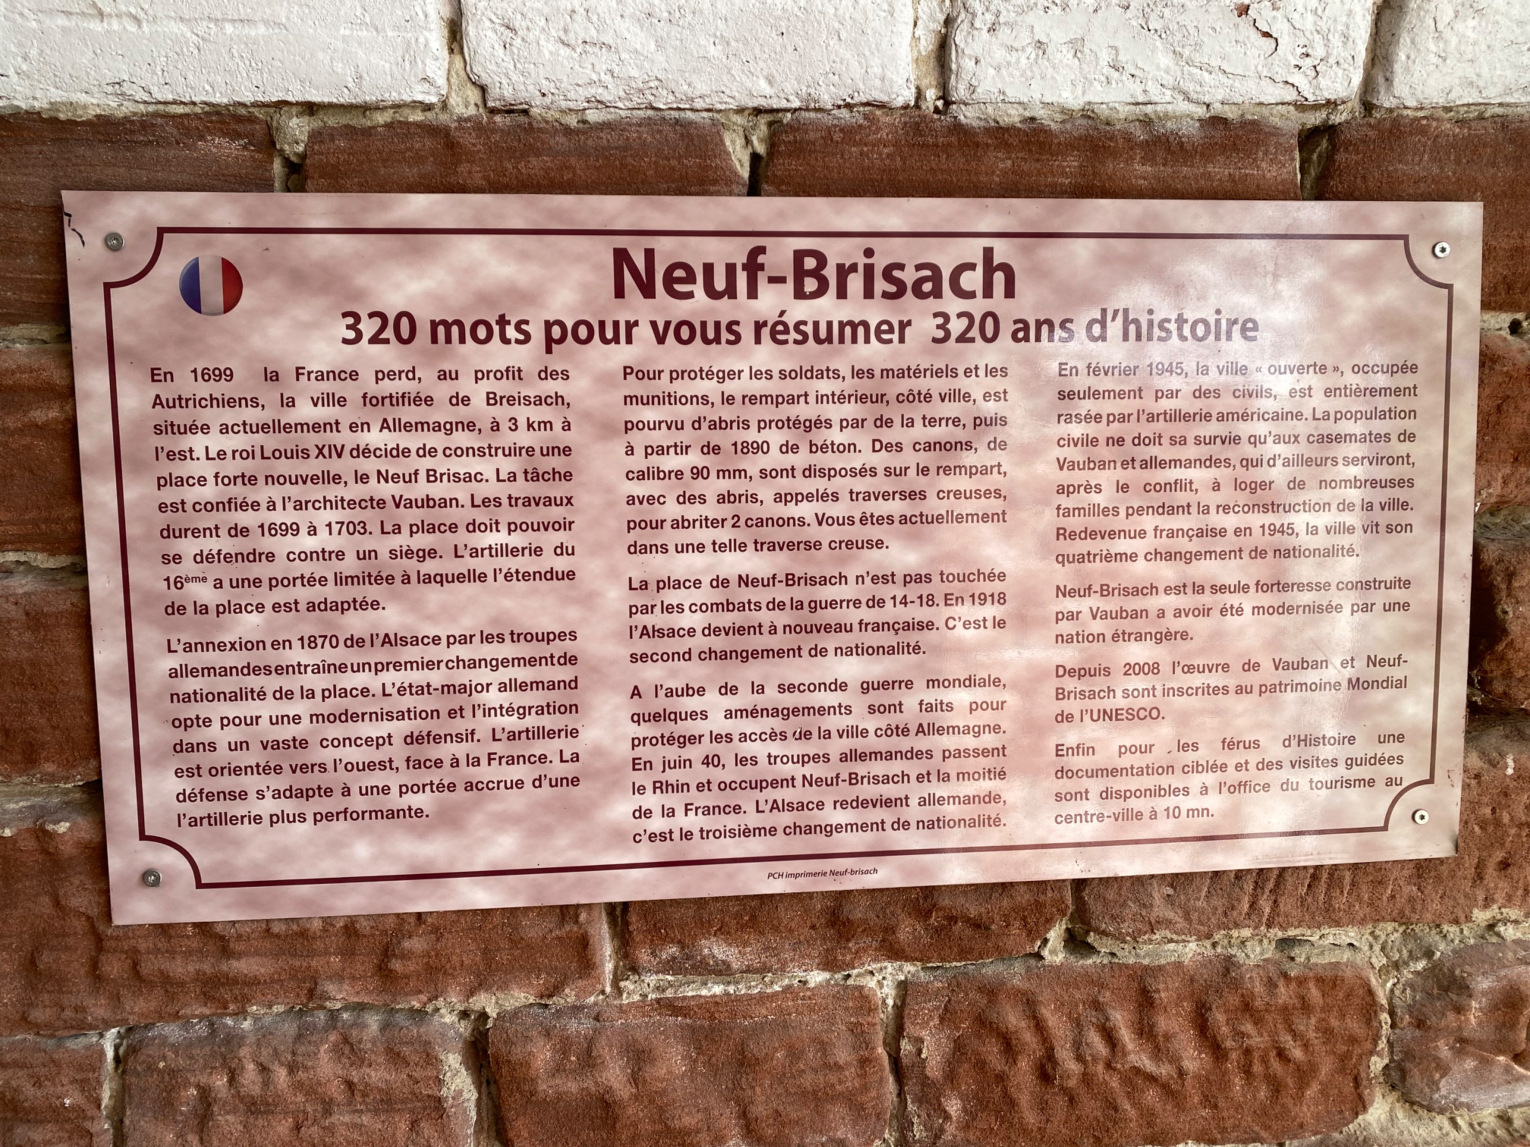 Neuf-Brisach
320 mots pour vous résumer 320 ans d'histoire
En 1699 la France perd, au profit des
Autrichiens, la ville fortifiée de Breisach,
située actuellement en Allemagne, à 3 km à
l'est. Le roi Louis XIV décide de construire une
place forte nouvelle, le Neuf Brisac. La tâche
est confiée à l'architecte Vauban. Les travaux
durent de 1699 à 1703. La place doit pouvoir
se défendre contre un siège. L'artillerie du
16ème a une portée limitée à laquelle l'étendue
de la place est adaptée.
L'annexion en 1870 de l'Alsace par les troupes
allemandes entraîne un premier changement de
nationalité de la place. L'état-major allemand
opte pour une modernisation et l'intégration
dans un vaste concept défensif. L'artillerie
est orientée vers l'ouest, face à la France. La
défense s'adapte à une portée accrue d'une
l'artillerie plus performante.
Pour protéger les soldats, les matériels et les
munitions, le rempart intérieur, côté ville, est
pourvu d'abris protégés par de la terre, puis
à partir de 1890 de béton. Des canons, de
calibre 90 mm, sont disposés sur le rempart,
avec des abris, appelés traverses creuses,
pour abriter 2 canons. Vous êtes actuellement
dans une telle traverse creuse.
La place de Neuf-Brisach n'est pas touchée
par les combats de la guerre de 14-18. En 1918
l'Alsace devient à nouveau française. C'est le
second changement de nationalité.
A l'aube de la seconde guerre mondiale,
quelques aménagements sont faits pour
protéger les accès de la ville côté Allemagne.
En juin 40, les troupes allemandes passent
le Rhin et occupent Neuf-Brisach et la moitié
de la France. L'Alsace redevient allemande,
c'est le troisième changement de nationalité.
En février 1945, la ville « ouverte », occupée
seulement par des civils, est entièrement
rasée par l'artillerie américaine. La population
civile ne doit sa survie qu'aux casemates de
Vauban et allemandes, qui d'ailleurs serviront,
après le conflit, à loger de nombreuses
familles pendant la reconstruction de la ville.
Redevenue française en 1945, la ville vit son
quatrième changement de nationalité.
Neuf-Brisach est la seule forteresse construite
par Vauban a avoir été modernisée par une
nation étrangère.
Depuis 2008 l'œuvre de Vauban et Neuf-
Brisach sont inscrites au patrimoine Mondial
de l'UNESCO.
Enfin pour les férus d'Histoire une
documentation ciblée et des visites guidées
sont disponibles à l'office du tourisme au
centre-ville à 10 mn.
PCH imprimerie Neuf-brisach